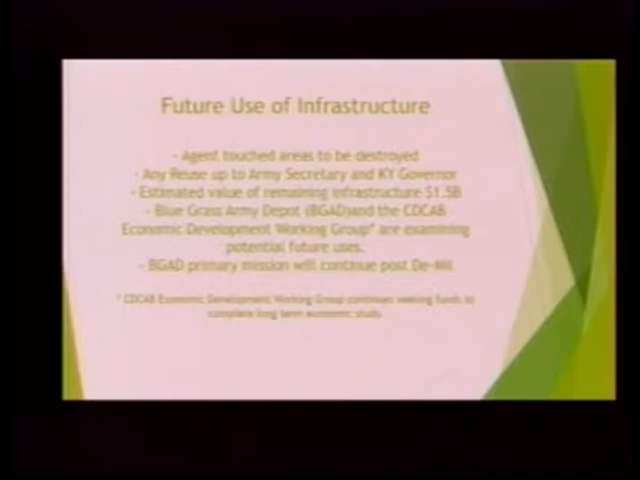 Future Use of Infrastructure
- Agent touched areas to be destroyed
- Any Reuse up to Army Secretary and KY Governor
- Estimated value of remaining infrastructure $1.5B
- Blue Grass Army Depot (BGAD)and the CDCAB
Economic Development Working Group* are examining
potential future uses.
- BGAD primary mission will continue post De-Mil
* CDCAB Economic Development Working Group continues seeking funds to
complete long term economic study.